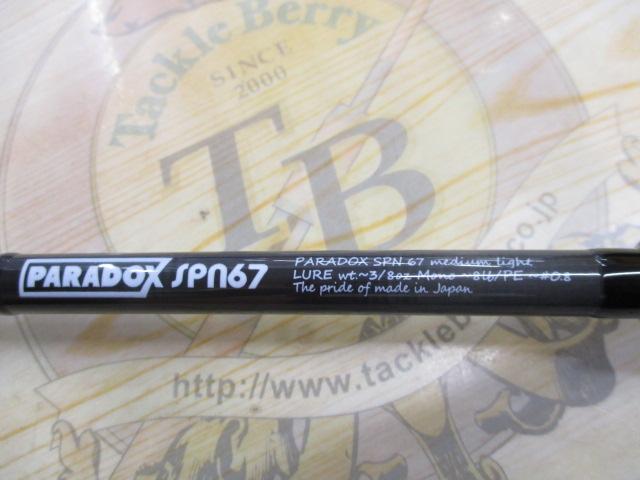 Tackle Berry
SINCE
2000
TB
PARADOX SPN67
PARADOX SPN 67 medium light
LURE wt.~3/8oz Mono ~8lb/PE~#0.8
The pride of made in Japan
http://www.tackleb
.co.jp